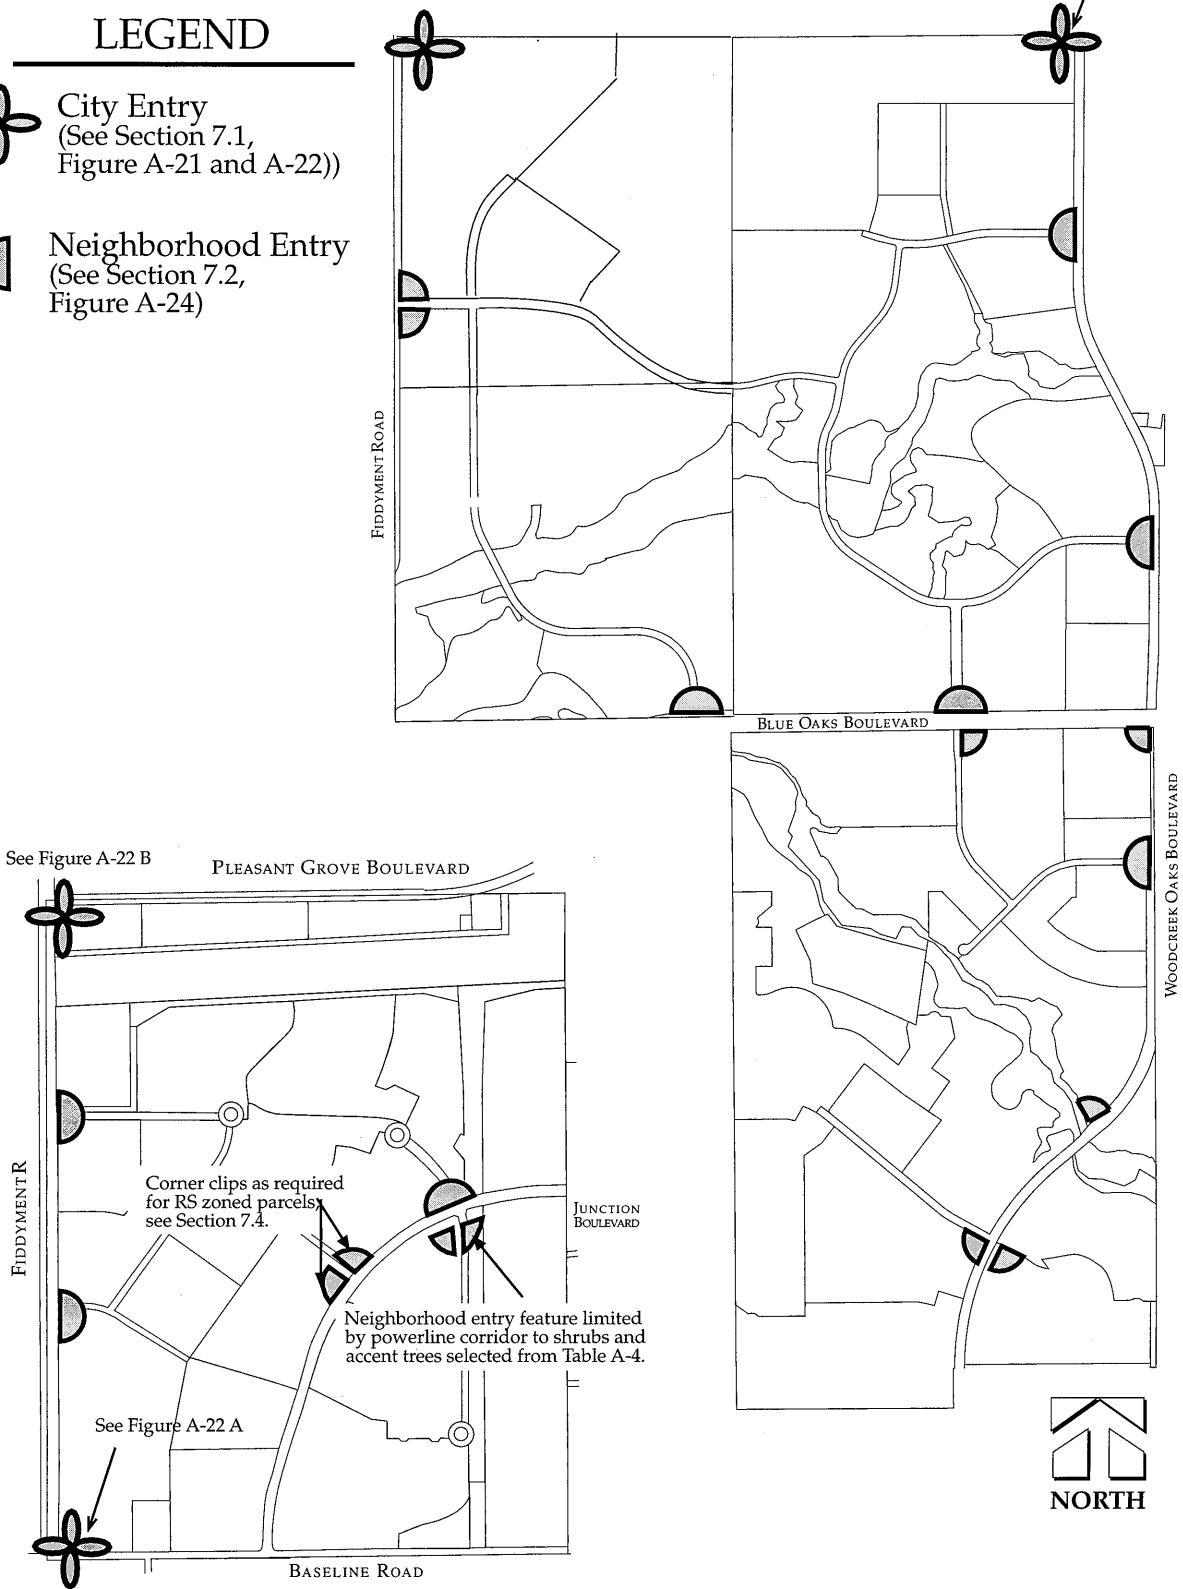 LEGEND
City Entry
(See Section 7.1,
Figure A-21 and A-22))
Neighborhood Entry
(See Section 7.2,
Figure A-24)
FIDDYMENT ROAD
BLUE OAKS BOULEVARD
WOODCREEK OAKS BOULEVARD
See Figure A-22 B
PLEASANT GROVE BOULEVARD
FIDDYMENT R
Corner clips as required
for RS zoned parcels;
see Section 7.4.
JUNCTION
BOULEVARD
Neighborhood entry feature limited
by powerline corridor to shrubs and
accent trees selected from Table A-4.
See Figure A-22 A
BASELINE ROAD
NORTH